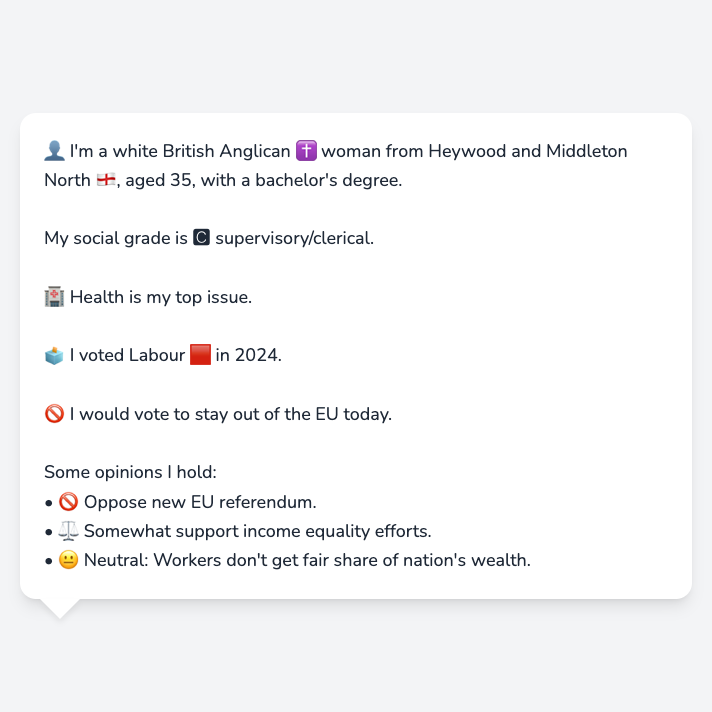 👤 I'm a white British Anglican ✝️ woman from Heywood and Middleton
North 🏴󠁧󠁢󠁥󠁮󠁧󠁿, aged 35, with a bachelor's degree.
My social grade is 🅲 supervisory/clerical.
🏥 Health is my top issue.
🗳️ I voted Labour 🟥 in 2024.
🚫 I would vote to stay out of the EU today.
Some opinions I hold:
• 🚫 Oppose new EU referendum.
• ⚖️ Somewhat support income equality efforts.
• 😐 Neutral: Workers don't get fair share of nation's wealth.